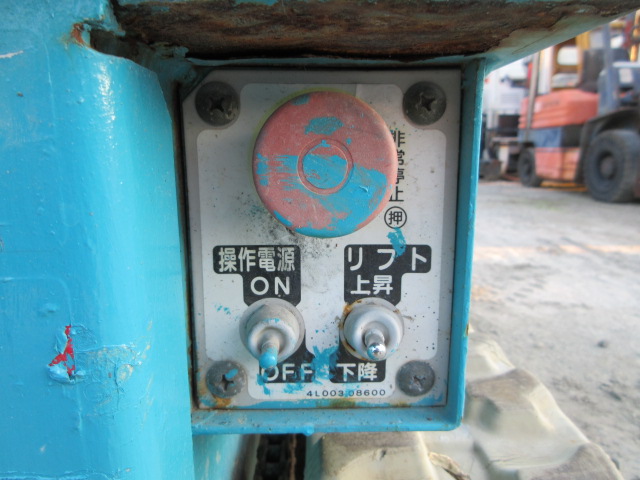 非常停止
押
操作電源
ON
リフト
上昇
OFF
下降
4L003 08600